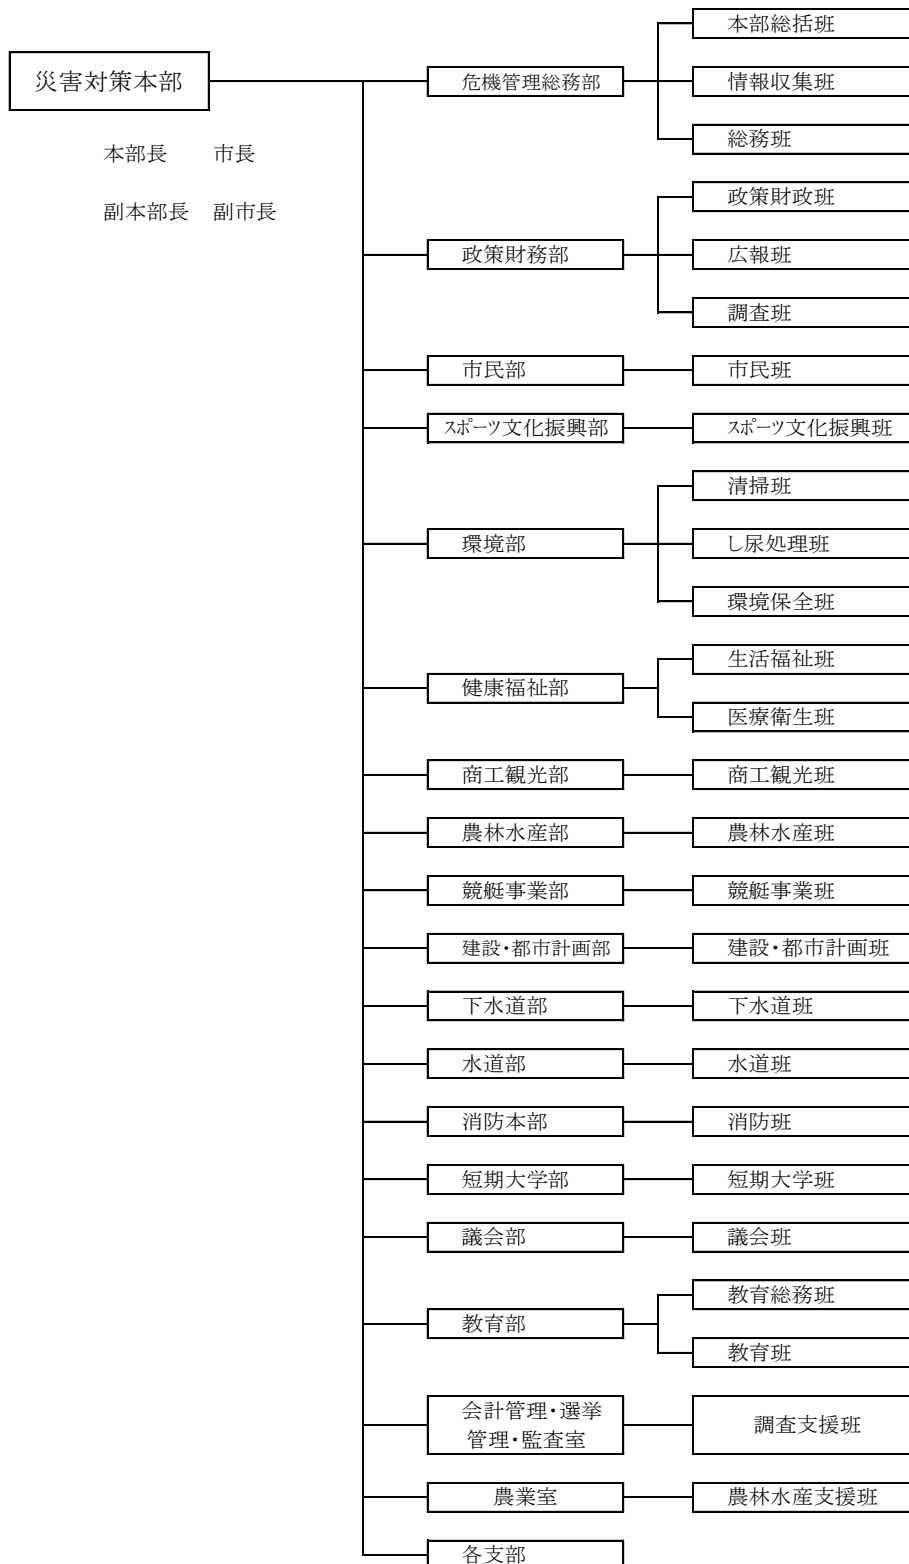 災害対策本部
本部長 市長
副本部長 副市長
危機管理総務部
本部総括班
情報収集班
総務班
政策財務部
政策財政班
広報班
調査班
市民部
市民班
スポーツ文化振興部
スポーツ文化振興班
環境部
清掃班
し尿処理班
環境保全班
健康福祉部
生活福祉班
医療衛生班
商工観光部
商工観光班
農林水産部
農林水産班
競艇事業部
競艇事業班
建設・都市計画部
建設・都市計画班
下水道部
下水道班
水道部
水道班
消防本部
消防班
短期大学部
短期大学班
議会部
議会班
教育部
教育総務班
教育班
会計管理・選挙
管理・監査室
調査支援班
農業室
農林水産支援班
各支部